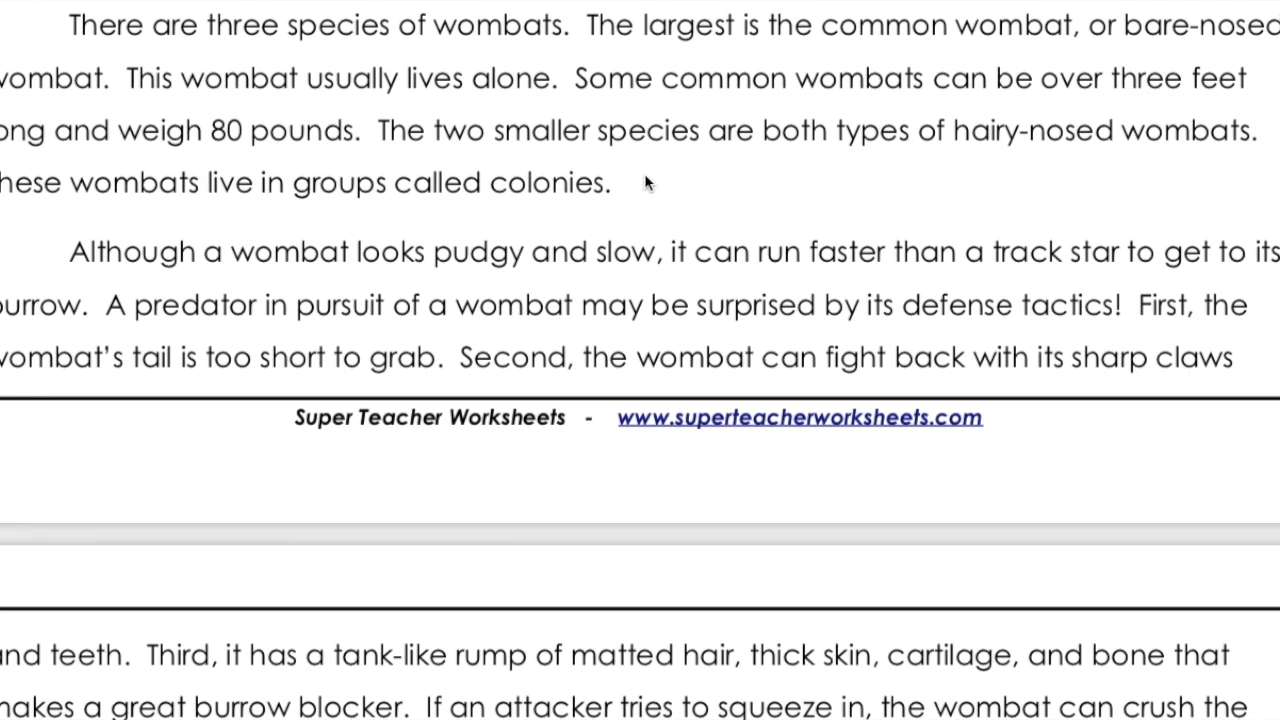 There are three species of wombats. The largest is the common wombat, or bare-nosed
wombat. This wombat usually lives alone. Some common wombats can be over three feet
ong and weigh 80 pounds. The two smaller species are both types of hairy-nosed wombats.
hese wombats live in groups called colonies.
Although a wombat looks pudgy and slow, it can run faster than a track star to get to its
burrow. A predator in pursuit of a wombat may be surprised by its defense tactics! First, the
wombat's tail is too short to grab. Second, the wombat can fight back with its sharp claws
Super Teacher Worksheets - www.superteacherworksheets.com
and teeth. Third, it has a tank-like rump of matted hair, thick skin, cartilage, and bone that
makes a great burrow blocker. If an attacker tries to squeeze in, the wombat can crush the